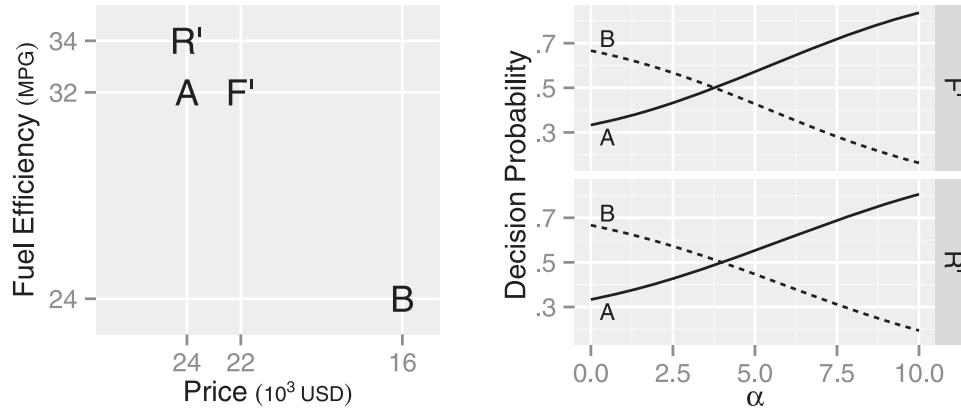 Fuel Efficiency (MPG)
34
32
24
R'
A F'
B
24 22 16
Price (10³ USD)
Decision Probability
.7
.5
.3
B
A
F'
.7
.5
.3
B
A
R'
0.0 2.5 5.0 7.5 10.0
α